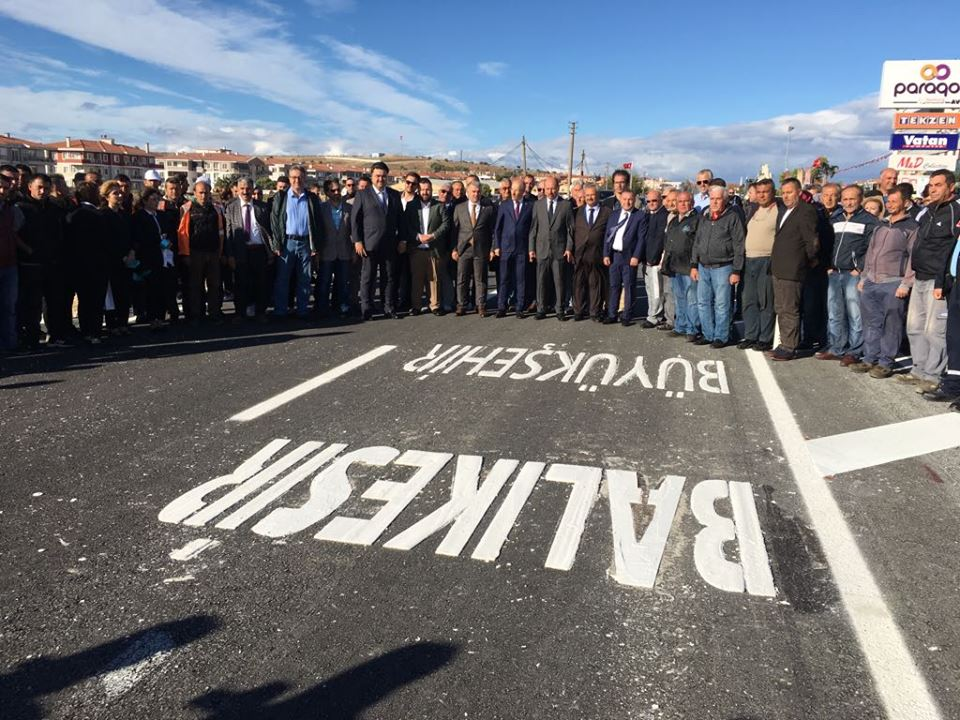 BALIKESİR
BÜYÜKŞEHİR
paraqo
TEKZEN
Vatan
M&D